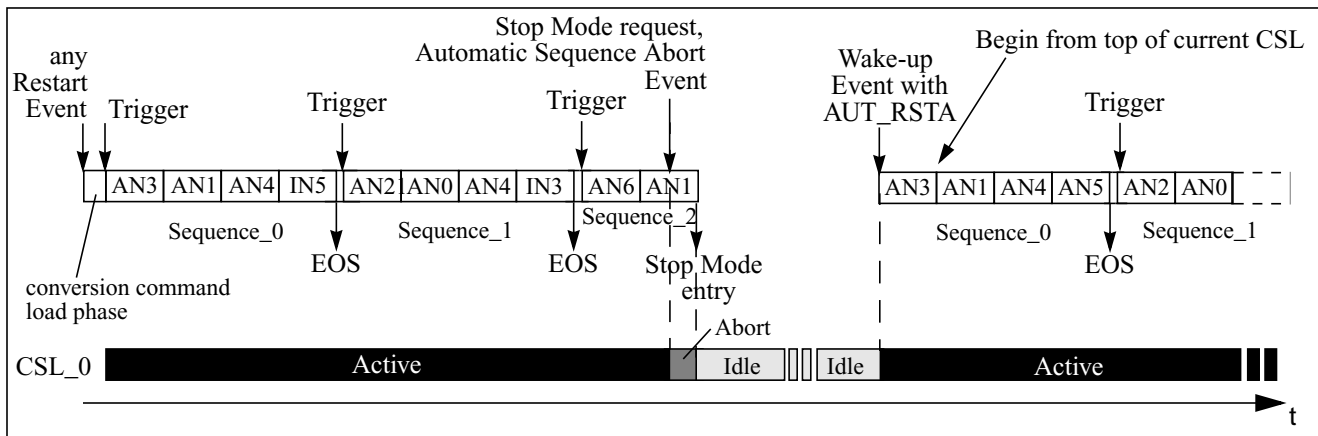 Stop Mode request,
Automatic Sequence Abort
Event
any
Restart
Event
Trigger
Trigger
Trigger
Wake-up
Event with
AUT_RSTA
Begin from top of current CSL
Trigger
AN3 AN1 AN4 IN5 AN21 AN0 AN4 IN3 AN6 AN1
AN3 AN1 AN4 AN5 AN2 AN0
Sequence_0
Sequence_1
Sequence_2
Sequence_0
Sequence_1
EOS
EOS
EOS
conversion command
load phase
Stop Mode
entry
Abort
CSL_0
Active
Idle
Idle
Active
t